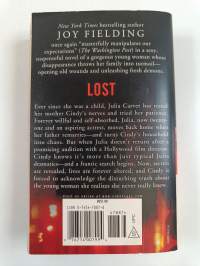 New York Times bestselling author
JOY FIELDING
once again "masterfully manipulates our
expectations" (The Washington Post) in a sexy,
suspenseful novel of a gorgeous young woman whose
disappearance throws her family into turmoil—
opening old wounds and unleashing fresh demons.
LOST
Ever since she was a child, Julia Carver has tested
her mother Cindy's nerves and tried her patience.
Forever willful and self-absorbed, Julia, now twenty-
one and an aspiring actress, moves back home when
her father remarries—and turns Cindy's household
into chaos. But when Julia doesn't return after a
promising audition with a Hollywood film director,
Cindy knows it's more than just typical Julia
dramatics—and a frantic search begins. Now, secrets
are revealed, lives are forever altered, and Cindy is
forced to acknowledge the disturbing truth about
the young woman she realizes she never really knew.
UPC